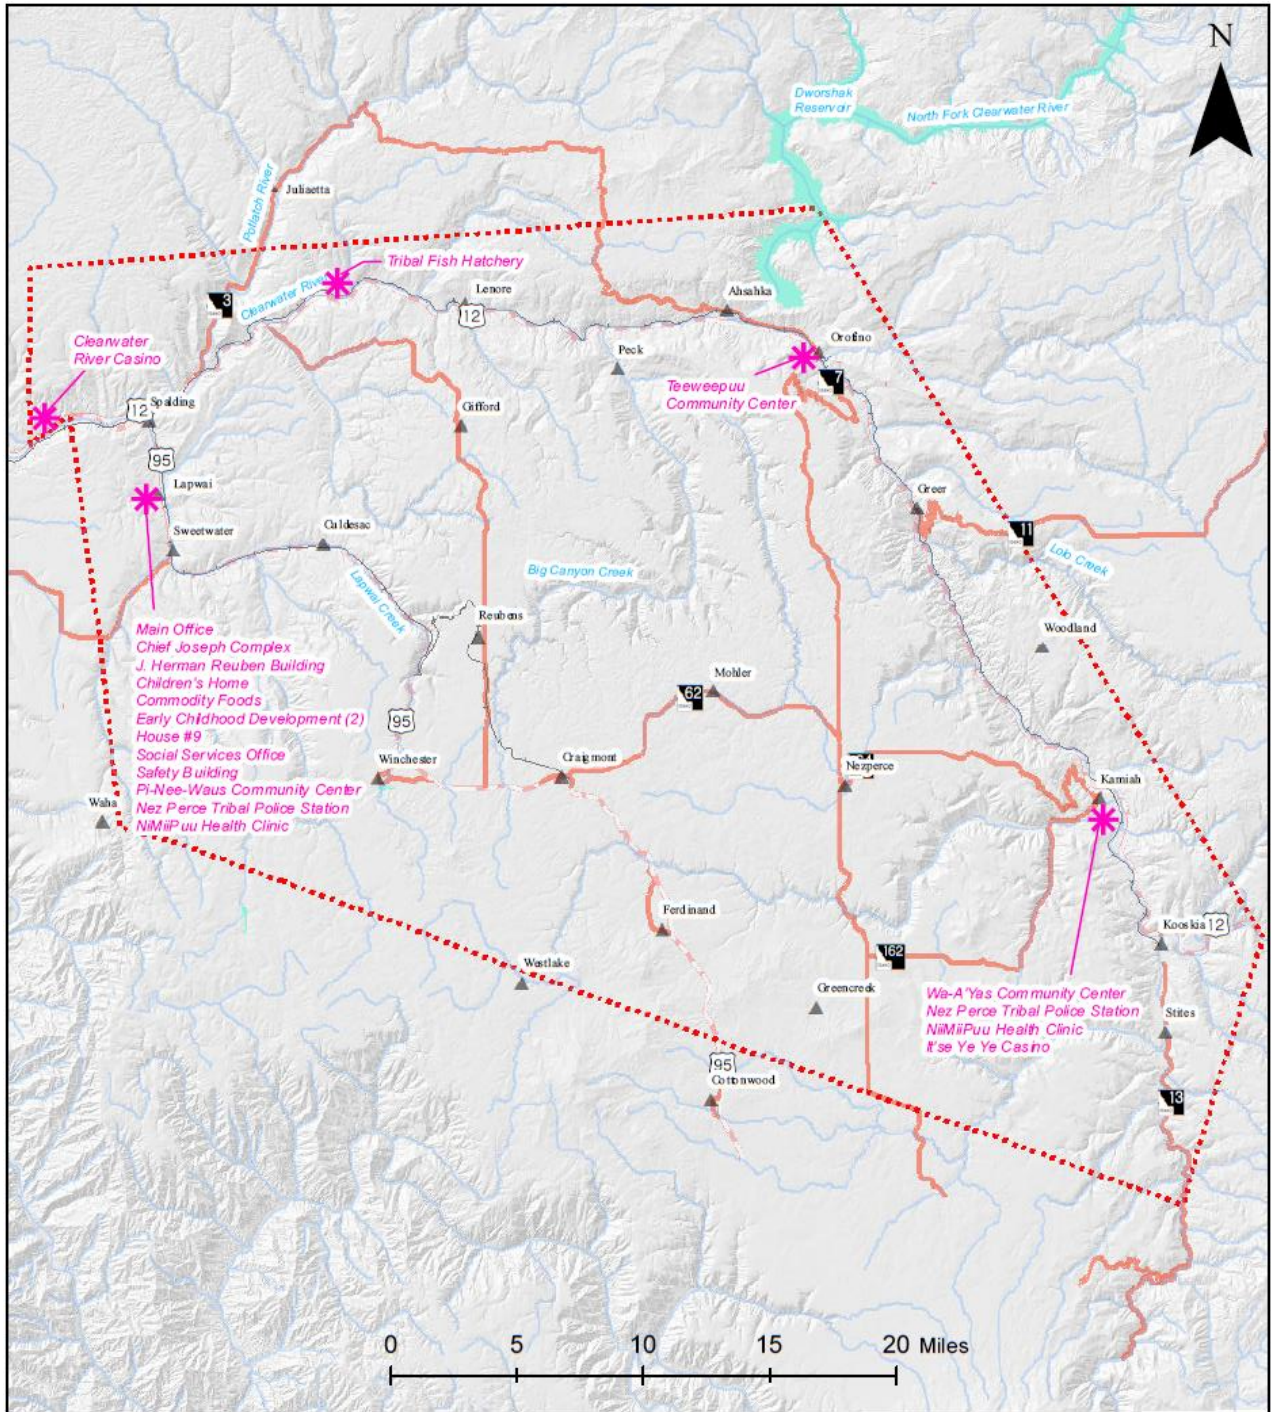 N
Dworshak
Reservoir
North Fork Clearwater River
Potlatch River
Juliaetta
Tribal Fish Hatchery
3
Clearwater River
Lenore
12
Ahsahka
Clearwater
River Casino
Peck
Orofino
7
Teeweepuu
Community Center
12
Spalding
Gifford
95
Lapwai
Greer
Sweetwater
Culdesac
11
Lolo Creek
Big Canyon Creek
Lapwai Creek
Reubens
Woodland
Main Office
Chief Joseph Complex
J. Herman Reuben Building
Children's Home
Commodity Foods
Early Childhood Development (2)
House #9
Social Services Office
Safety Building
Pi-Nee-Waus Community Center
Nez Perce Tribal Police Station
NiMiiPuu Health Clinic
Mohler
62
95
Winchester
Craigmont
Nezperce
Kamiah
Waha
Ferdinand
Kooskia
12
162
Westlake
Greencreek
Wa-A'Yas Community Center
Nez Perce Tribal Police Station
NiiMiiPuu Health Clinic
It'se Ye Ye Casino
Stites
95
Cottonwood
13
0 5 10 15 20 Miles